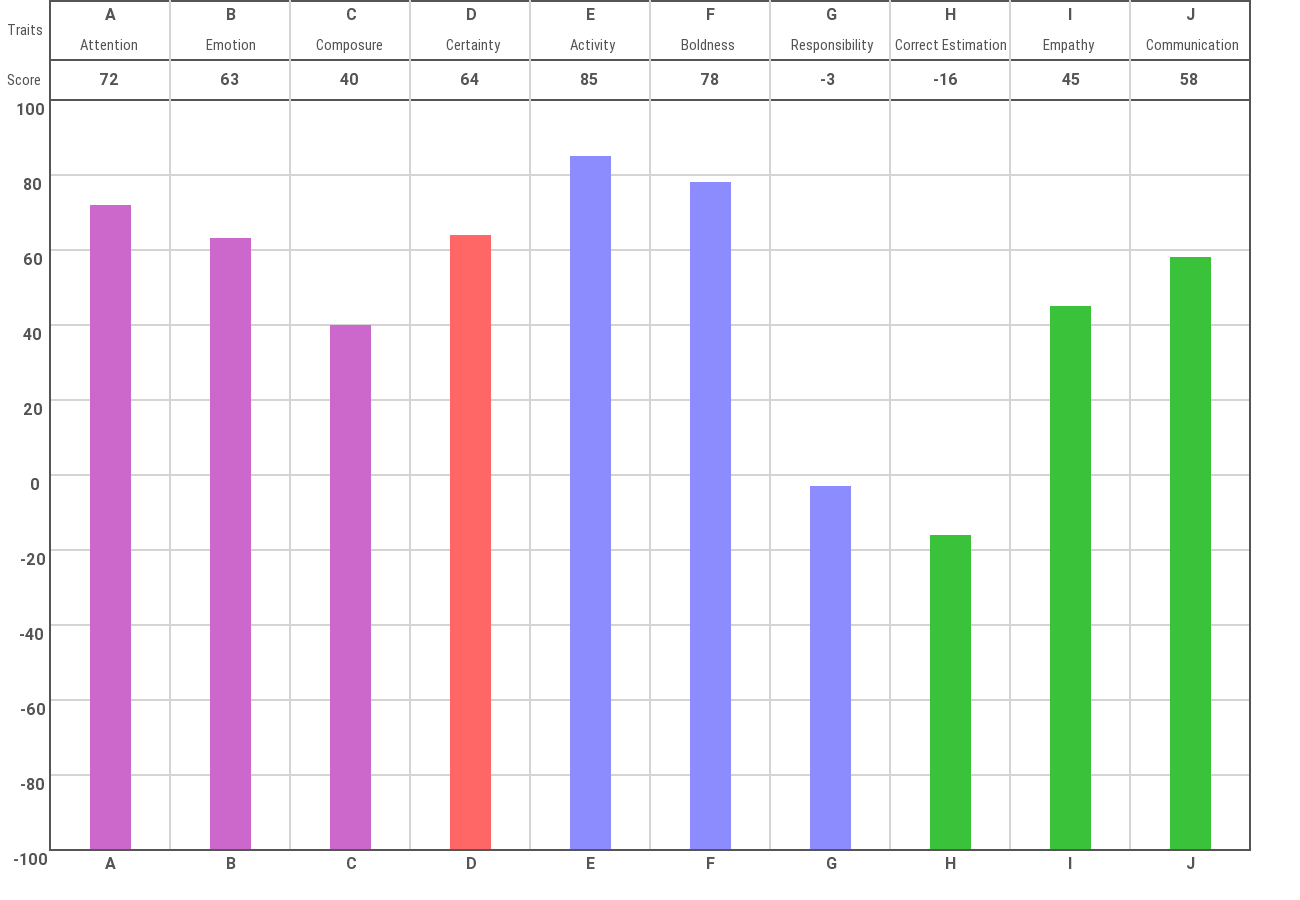 Traits A B C D E F G H I J
Attention Emotion Composure Certainty Activity Boldness Responsibility Correct Estimation Empathy Communication
Score 72 63 40 64 85 78 -3 -16 45 58
100
80
60
40
20
0
-20
-40
-60
-80
-100
A B C D E F G H I J